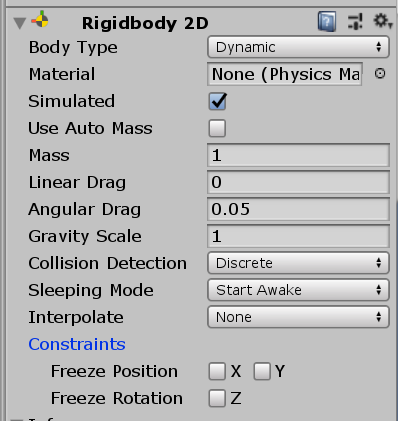 Rigidbody 2D
Body Type Dynamic
Material None (Physics Ma
Simulated
Use Auto Mass
Mass 1
Linear Drag 0
Angular Drag 0.05
Gravity Scale 1
Collision Detection Discrete
Sleeping Mode Start Awake
Interpolate None
Constraints
Freeze Position X Y
Freeze Rotation Z